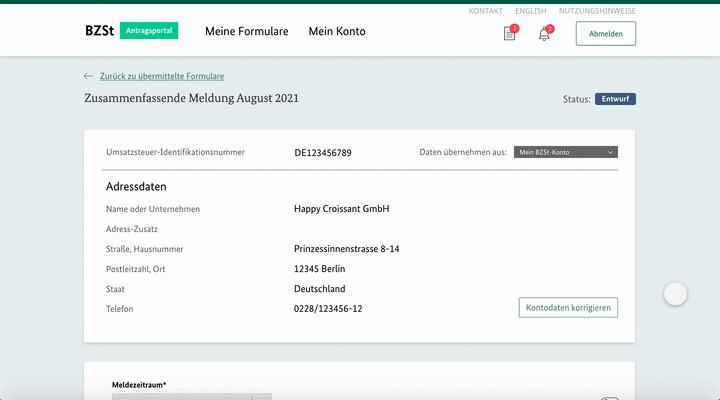 KONTAKT ENGLISH NUTZUNGSHINWEISE
BZSt Antragsportal Meine Formulare Mein Konto Abmelden
Zurück zu übermittelte Formulare
Zusammenfassende Meldung August 2021 Status: Entwurf
Umsatzsteuer-Identifikationsnummer DE123456789 Daten übernehmen aus: Mein BZSt-Konto
Adressdaten
Name oder Unternehmen Happy Croissant GmbH
Adress-Zusatz
Straße, Hausnummer Prinzessinnenstrasse 8-14
Postleitzahl, Ort 12345 Berlin
Staat Deutschland
Telefon 0228/123456-12 Kontodaten korrigieren
Meldezeitraum*